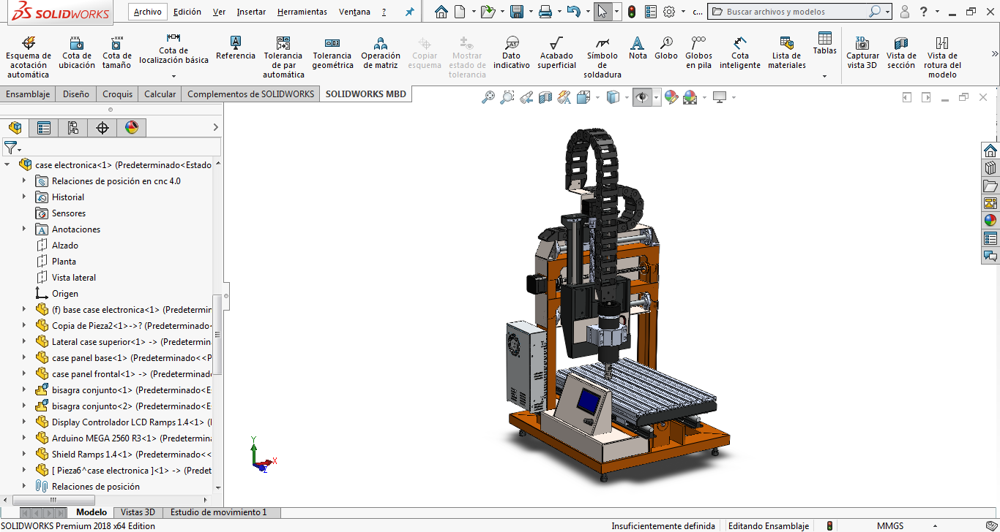 SOLIDWORKS
Archivo Edición Ver Insertar Herramientas Ventana ? c... Buscar archivos y modelos ?
Esquema de acotación automática
Cota de ubicación
Cota de tamaño
Cota de localización básica
Referencia
Tolerancia de par automática
Tolerancia geométrica
Operación de matriz
Copiar esquema
Mostrar estado de tolerancia
Dato indicativo
Acabado superficial
Símbolo de soldadura
Nota
Globo
Globos en pila
Cota inteligente
Lista de materiales
Tablas
Capturar vista 3D
Vista de sección
Vista de rotura del modelo
Ensamblaje Diseño Croquis Calcular Complementos de SOLIDWORKS SOLIDWORKS MBD
case electronica<1> (Predeterminado<Estado
Relaciones de posición en cnc 4.0
Historial
Sensores
Anotaciones
Alzado
Planta
Vista lateral
Origen
(f) base case electronica<1> (Predetermin
Copia de Pieza2<1>->? (Predeterminado<
Lateral case superior<1> -> (Predetermin
case panel base<1> (Predeterminado<<P
case panel frontal<1> -> (Predeterminado
bisagra conjunto<1> (Predeterminado<E
bisagra conjunto<2> (Predeterminado<E
Display Controlador LCD Ramps 1.4<1> (
Arduino MEGA 2560 R3<1> (Predetermin
Shield Ramps 1.4<1> (Predeterminado<<
[ Pieza6^case electronica ]<1> -> (Predet
Relaciones de posición
Y
X
Z
Modelo Vistas 3D Estudio de movimiento 1
SOLIDWORKS Premium 2018 x64 Edition Insuficientemente definida Editando Ensamblaje MMGS